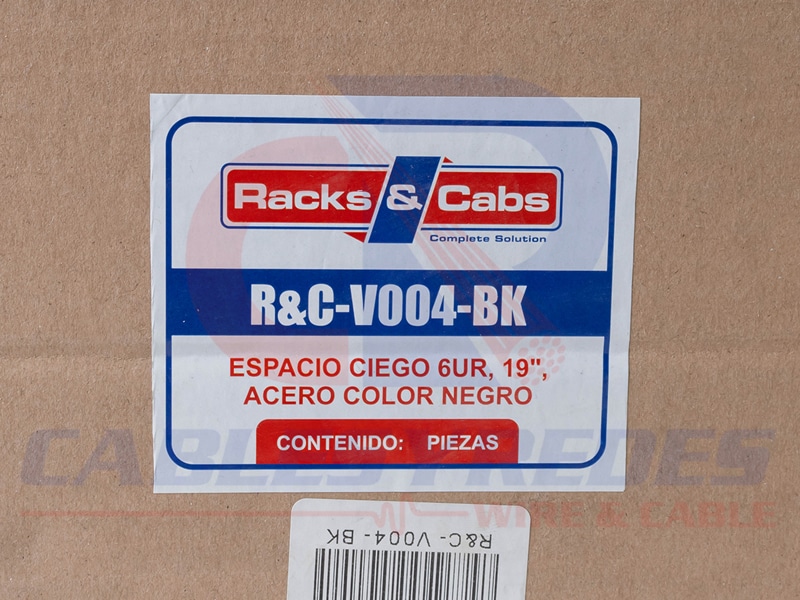 Racks & Cabs
Complete Solution
R&C-V004-BK
ESPACIO CIEGO 6UR, 19",
ACERO COLOR NEGRO
CONTENIDO: PIEZAS
CABLES Y REDES
WIRE & CABLE
R&C- V004- BK